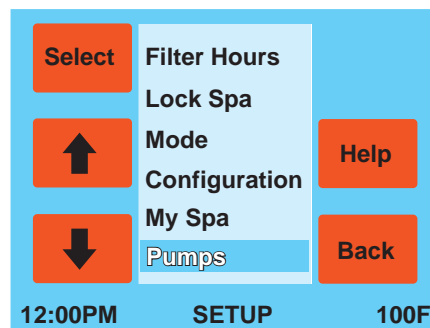 Select
Filter Hours
Lock Spa
Mode
Configuration
My Spa
Pumps
Help
Back
12:00PM SETUP 100F